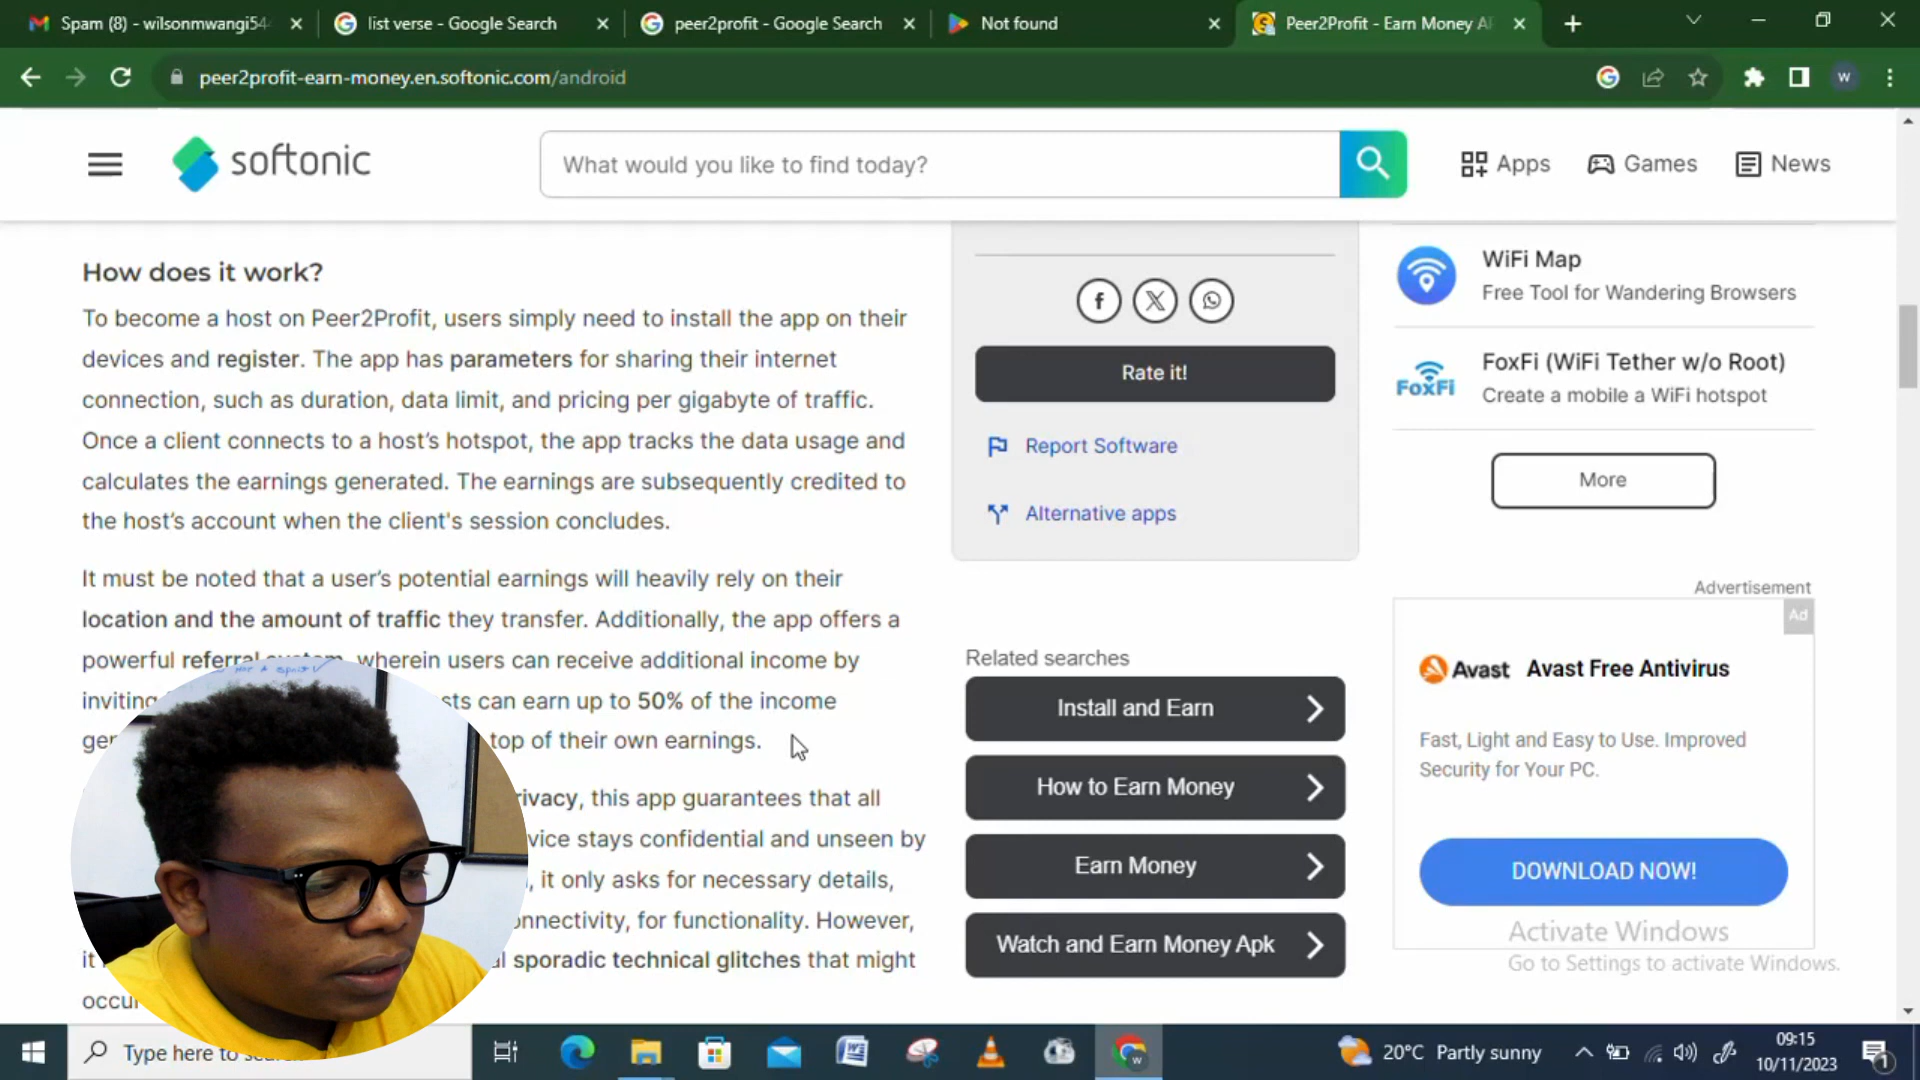 Spam (8) - wilsonmwangi54
list verse - Google Search
peer2profit - Google Search
Not found
Peer2Profit - Earn Money A
peer2profit-earn-money.en.softonic.com/android
W
softonic
What would you like to find today?
Apps
Games
News
How does it work?
To become a host on Peer2Profit, users simply need to install the app on their
devices and register. The app has parameters for sharing their internet
connection, such as duration, data limit, and pricing per gigabyte of traffic.
Once a client connects to a host's hotspot, the app tracks the data usage and
calculates the earnings generated. The earnings are subsequently credited to
the host's account when the client's session concludes.
It must be noted that a user's potential earnings will heavily rely on their
location and the amount of traffic they transfer. Additionally, the app offers a
powerful referral system, wherein users can receive additional income by
inviting
can earn up to 50% of the income
top of their own earnings.
this app guarantees that all
stays confidential and unseen by
, it only asks for necessary details,
for functionality. However,
sporadic technical glitches that might
Rate it!
Report Software
Alternative apps
Related searches
Install and Earn
How to Earn Money
Earn Money
Watch and Earn Money Apk
WiFi Map
Free Tool for Wandering Browsers
FoxFi
FoxFi (WiFi Tether w/o Root)
Create a mobile a WiFi hotspot
More
Advertisement
Ad
Avast
Avast Free Antivirus
Fast, Light and Easy to Use. Improved
Security for Your PC.
DOWNLOAD NOW!
Activate Windows
Go to Settings to activate Windows.
Type here to
20°C Partly sunny
09:15
10/11/2023
1